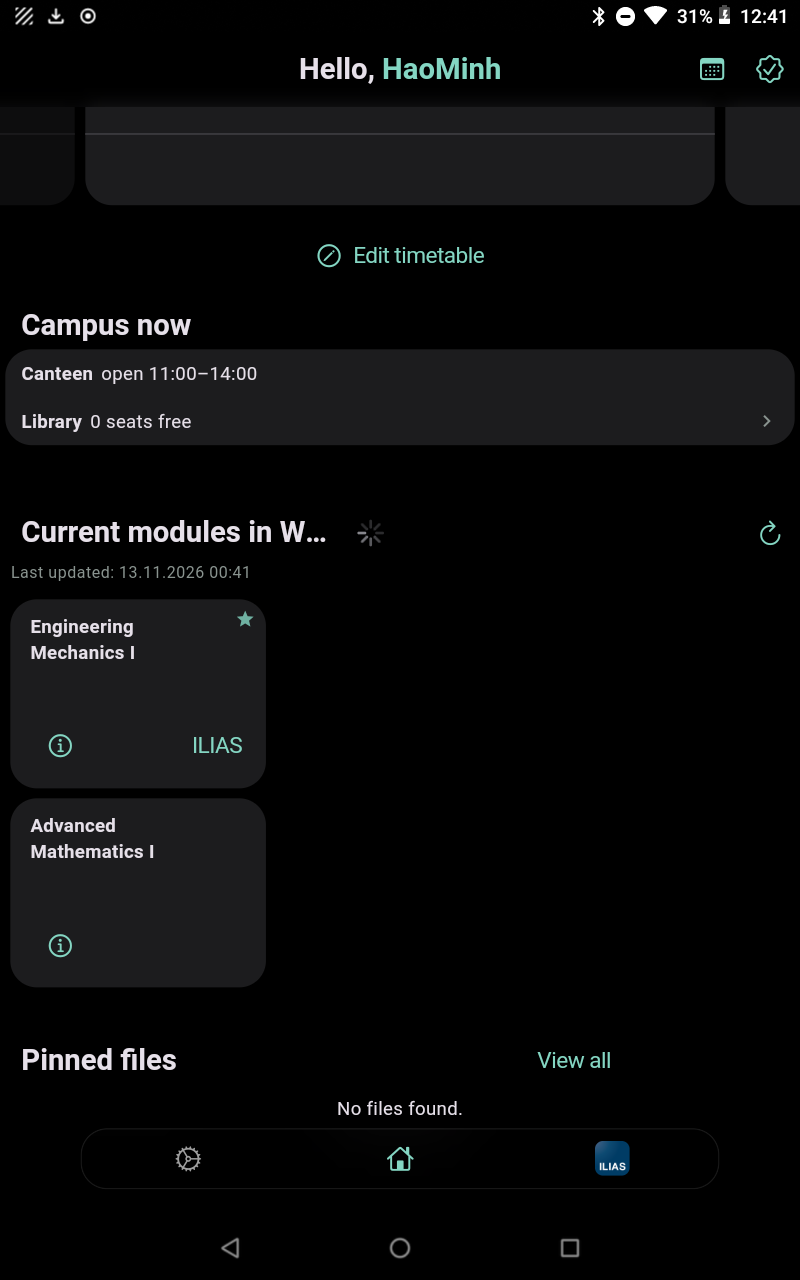 31% 12:41
Hello, HaoMinh
Edit timetable
Campus now
Canteen open 11:00–14:00
Library 0 seats free
Current modules in W...
Last updated: 13.11.2026 00:41
Engineering
Mechanics I
ILIAS
Advanced
Mathematics I
Pinned files
View all
No files found.
ILIAS